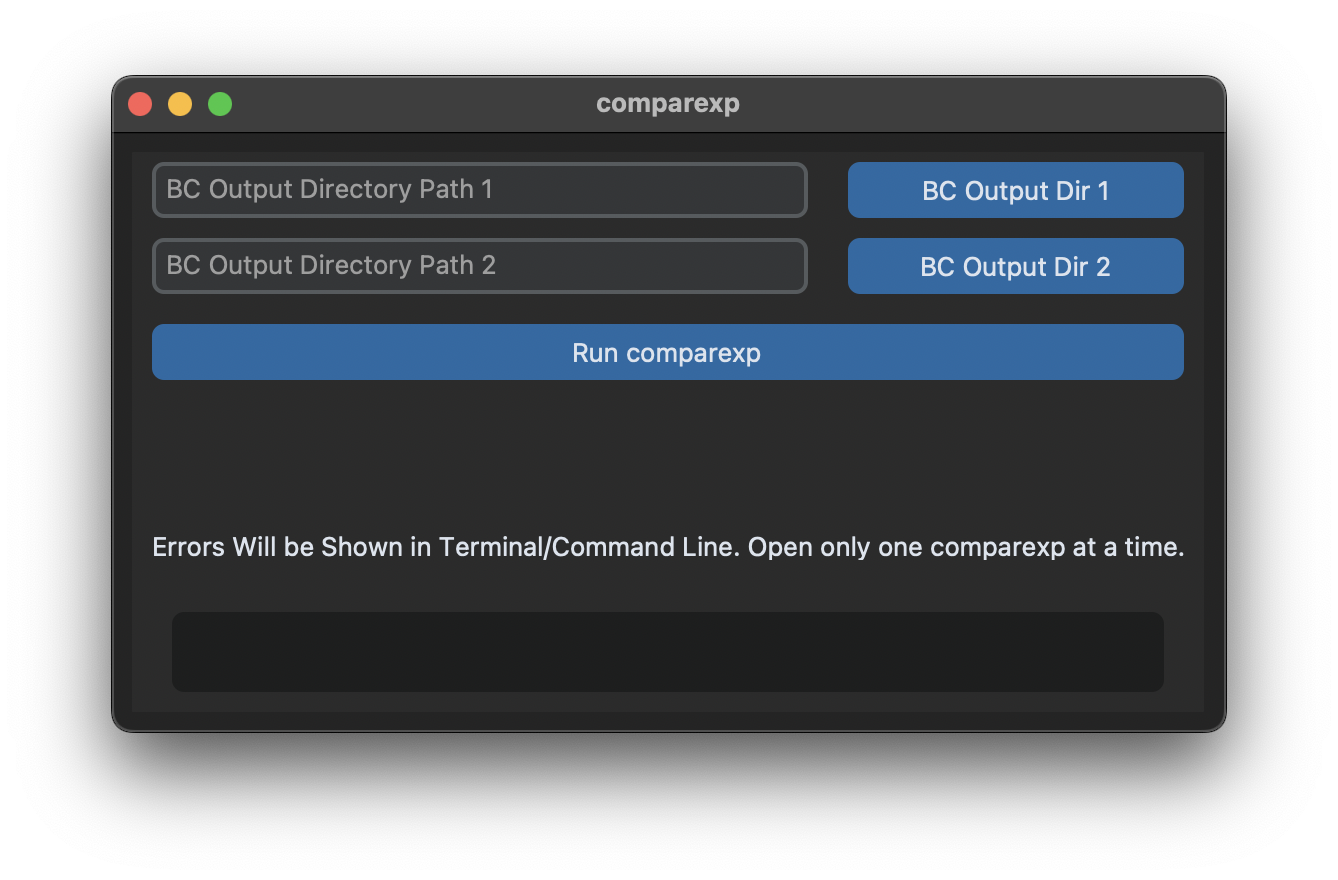 comparexp
BC Output Directory Path 1
BC Output Dir 1
BC Output Directory Path 2
BC Output Dir 2
Run comparexp
Errors Will be Shown in Terminal/Command Line. Open only one comparexp at a time.